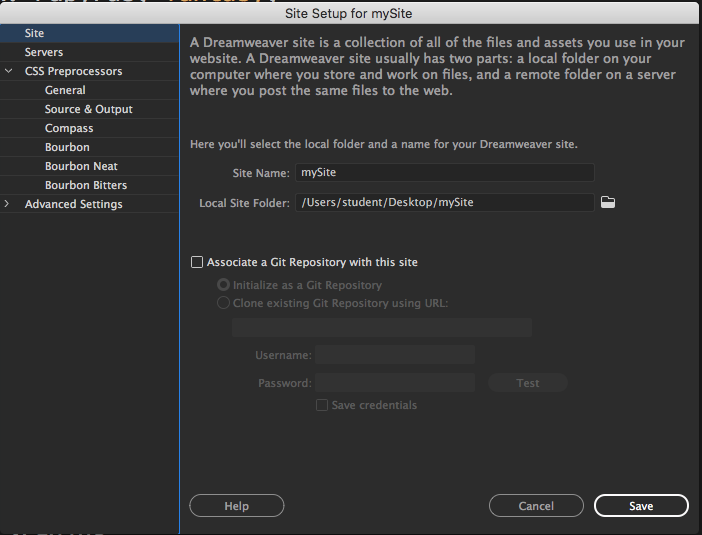 Site Setup for mySite
Site
Servers
CSS Preprocessors
General
Source & Output
Compass
Bourbon
Bourbon Neat
Bourbon Bitters
Advanced Settings
A Dreamweaver site is a collection of all of the files and assets you use in your
website. A Dreamweaver site usually has two parts: a local folder on your
computer where you store and work on files, and a remote folder on a server
where you post the same files to the web.
Here you'll select the local folder and a name for your Dreamweaver site.
Site Name: mySite
Local Site Folder: /Users/student/Desktop/mySite
Associate a Git Repository with this site
Initialize as a Git Repository
Clone existing Git Repository using URL:
Username:
Password: Test
Save credentials
Help Cancel Save